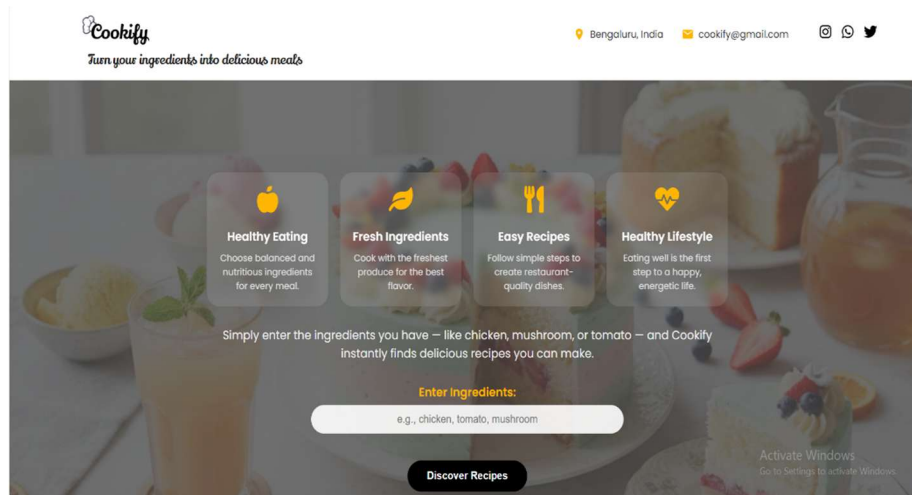 Cookify
Turn your ingredients into delicious meals
Bengaluru, India
cookify@gmail.com
Healthy Eating
Choose balanced and
nutritious ingredients
for every meal.
Fresh Ingredients
Cook with the freshest
produce for the best
flavor.
Easy Recipes
Follow simple steps to
create restaurant-
quality dishes.
Healthy Lifestyle
Eating well is the first
step to a happy,
energetic life.
Simply enter the ingredients you have — like chicken, mushroom, or tomato — and Cookify
instantly finds delicious recipes you can make.
Enter Ingredients:
e.g., chicken, tomato, mushroom
Discover Recipes
Activate Windows
Go to Settings to activate Windows.